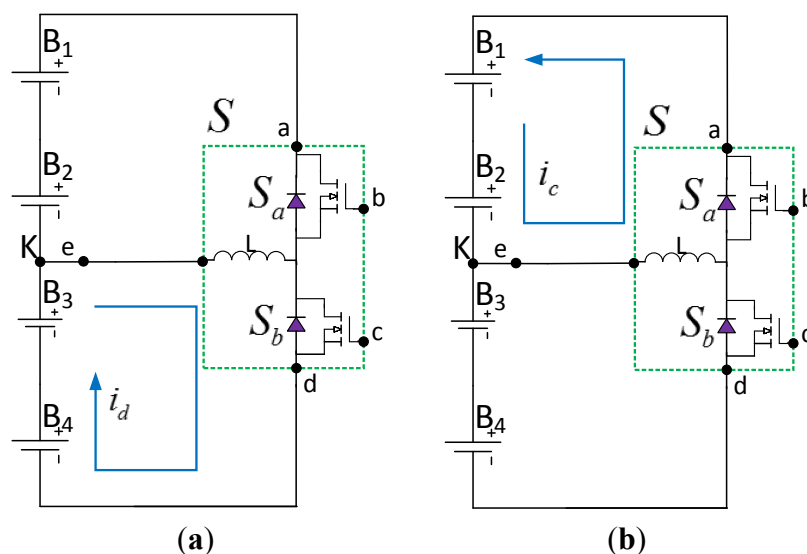 B1
+
-
S
a
B2
+
-
Sa
b
K
e
L
B3
+
-
Sb
c
d
id
B4
+
-
(a)
B1
+
-
S
a
B2
+
-
ic
Sa
b
K
e
L
B3
+
-
Sb
c
d
B4
+
-
(b)